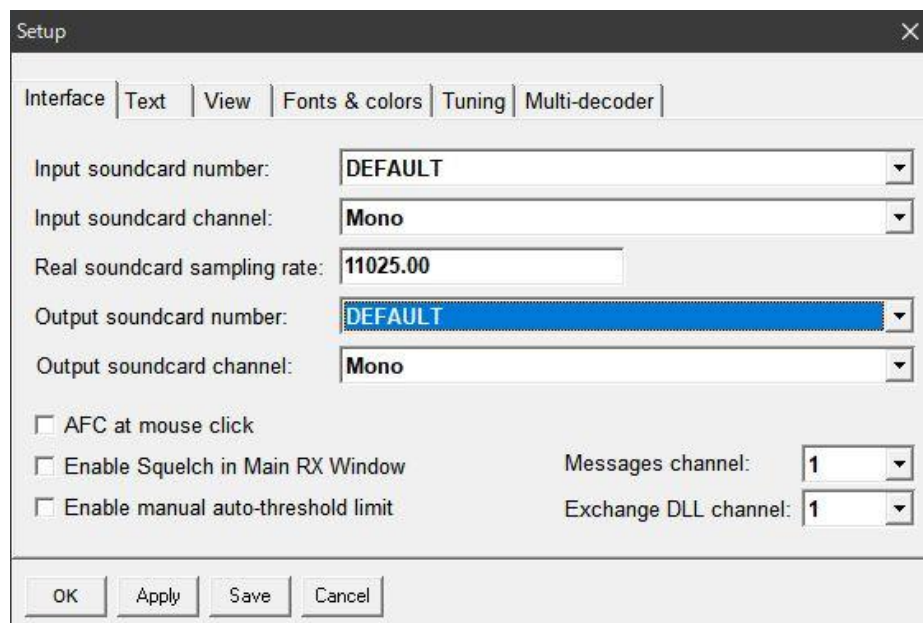 Setup
Interface Text View Fonts & colors Tuning Multi-decoder
Input soundcard number: DEFAULT
Input soundcard channel: Mono
Real soundcard sampling rate: 11025.00
Output soundcard number: DEFAULT
Output soundcard channel: Mono
AFC at mouse click
Enable Squelch in Main RX Window Messages channel: 1
Enable manual auto-threshold limit Exchange DLL channel: 1
OK Apply Save Cancel